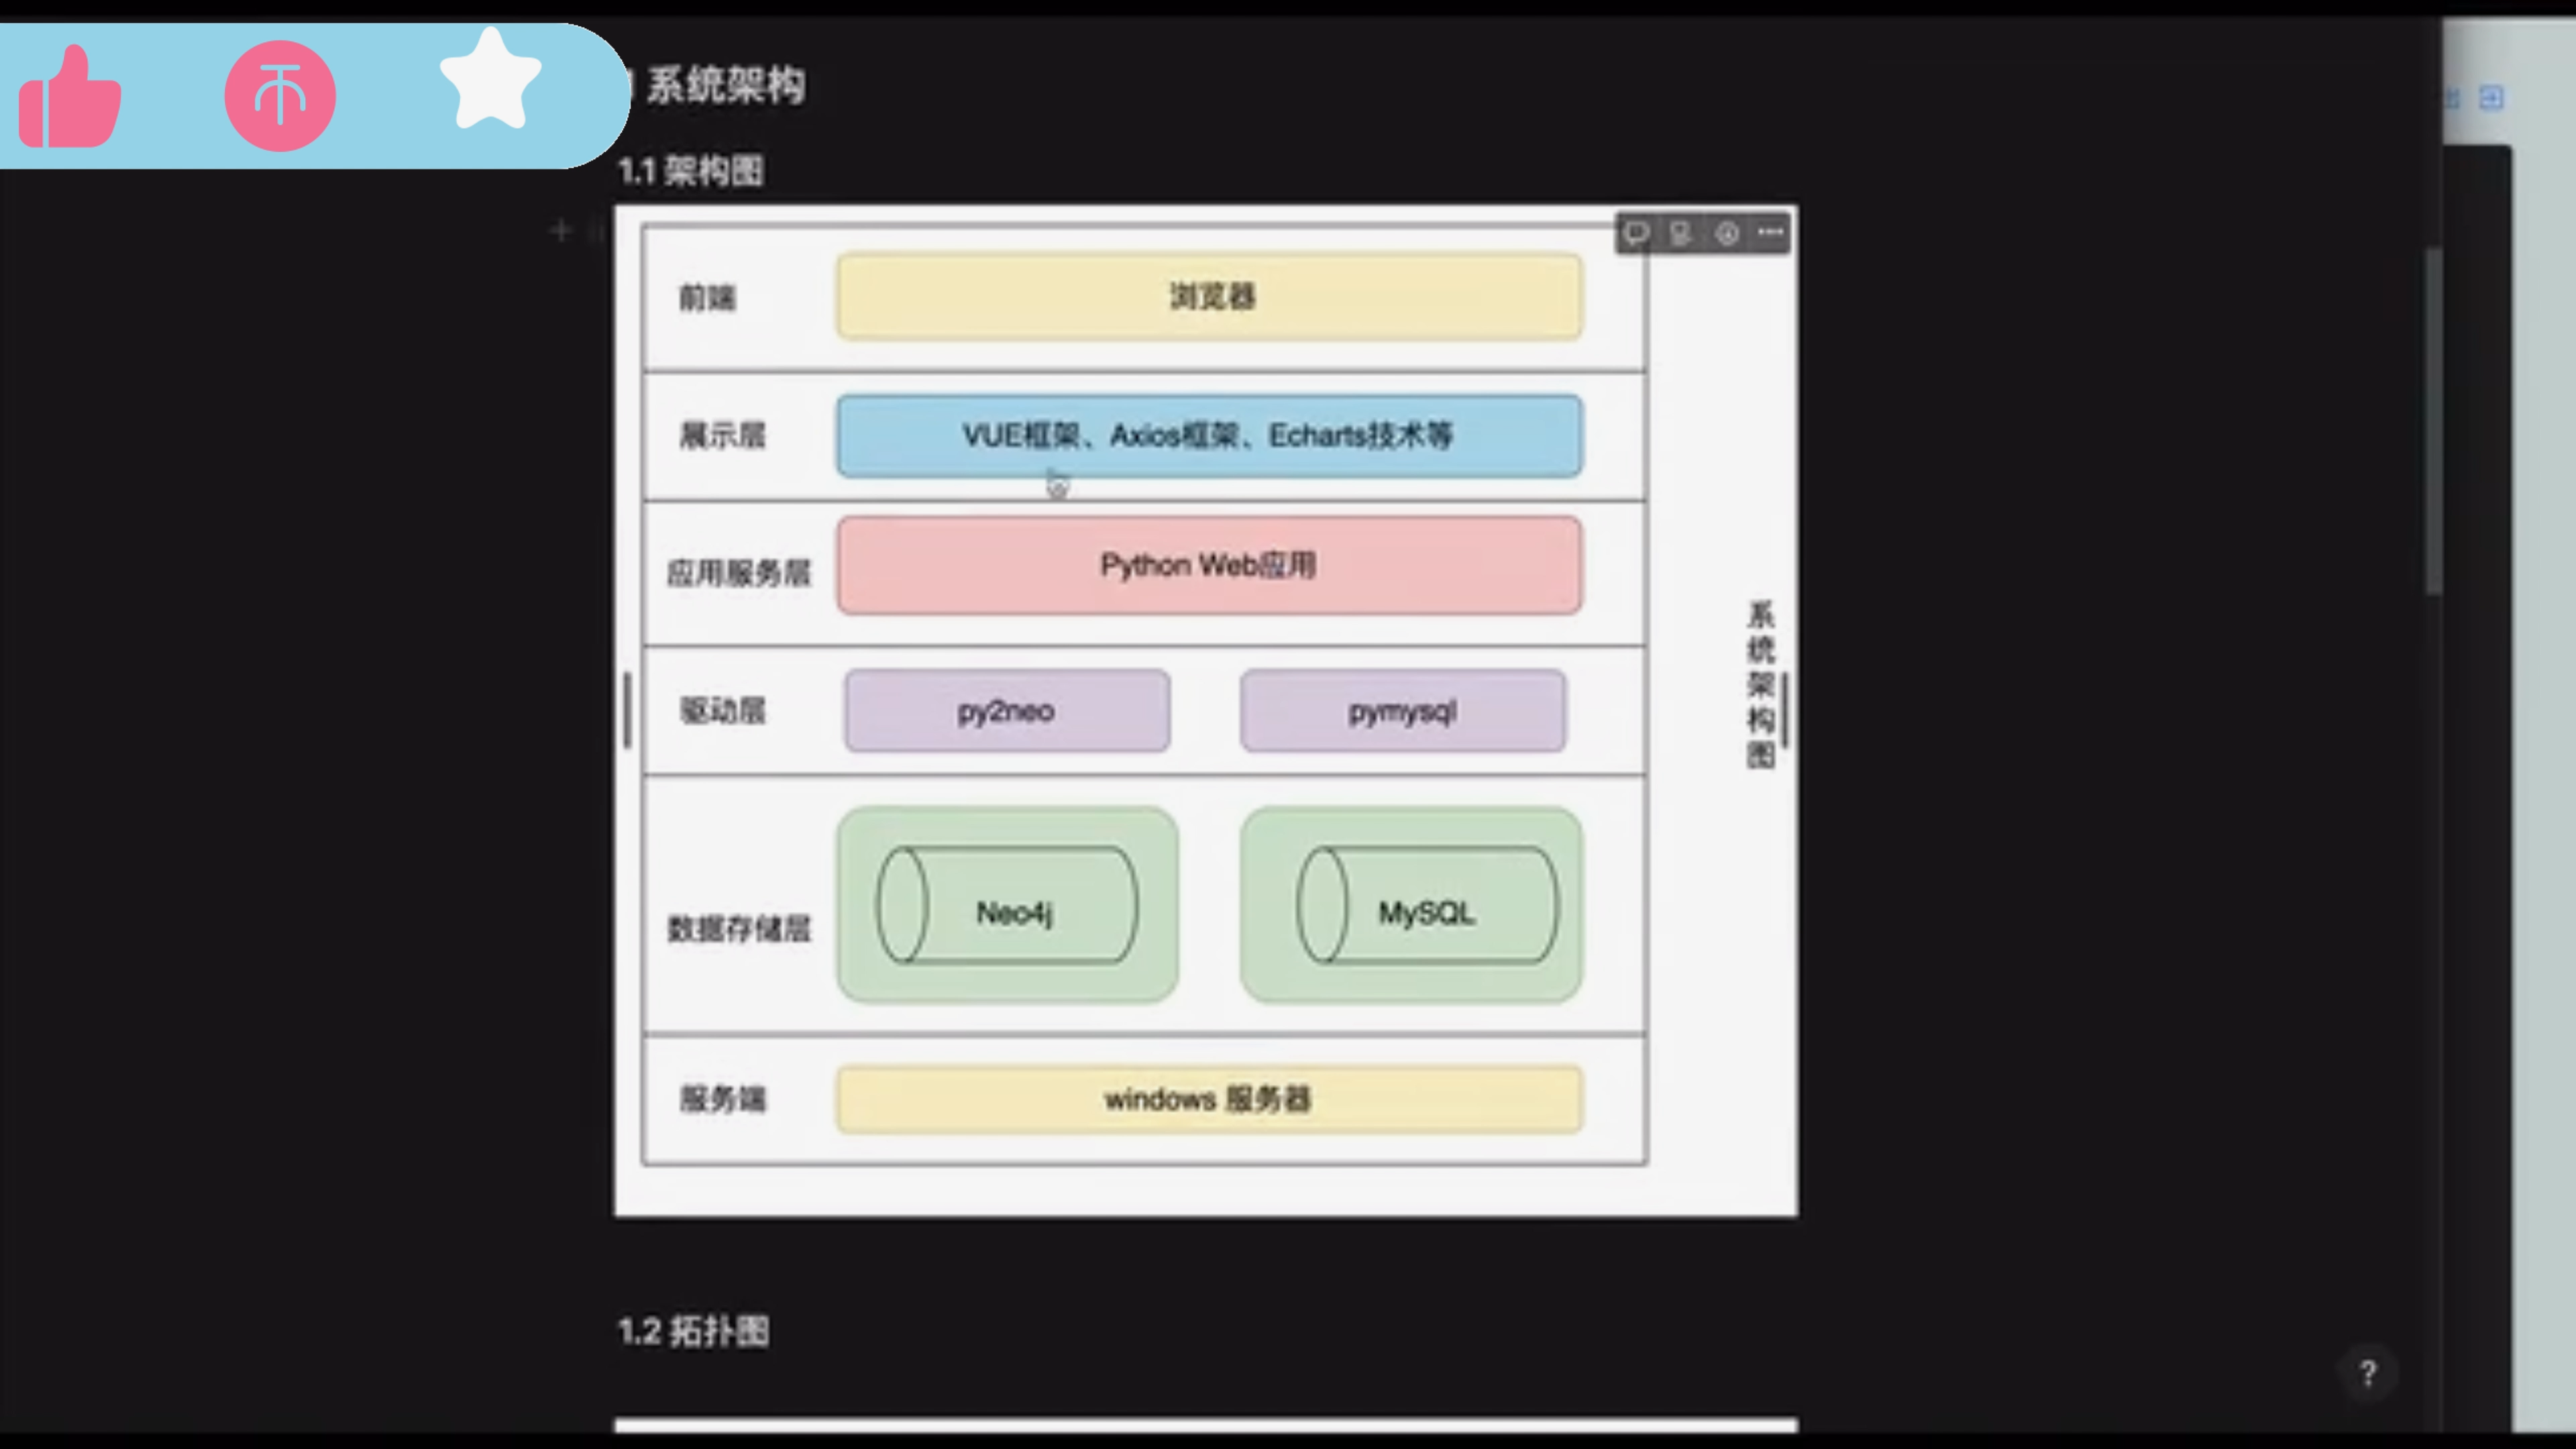 系统架构
1.1 架构图
前端
浏览器
展示层
VUE框架、Axios框架、Echarts技术等
应用服务层
Python Web应用
驱动层
py2neo
pymysql
数据存储层
Neo4j
MySQL
服务端
windows 服务器
系统架构图
1.2 拓扑图
?